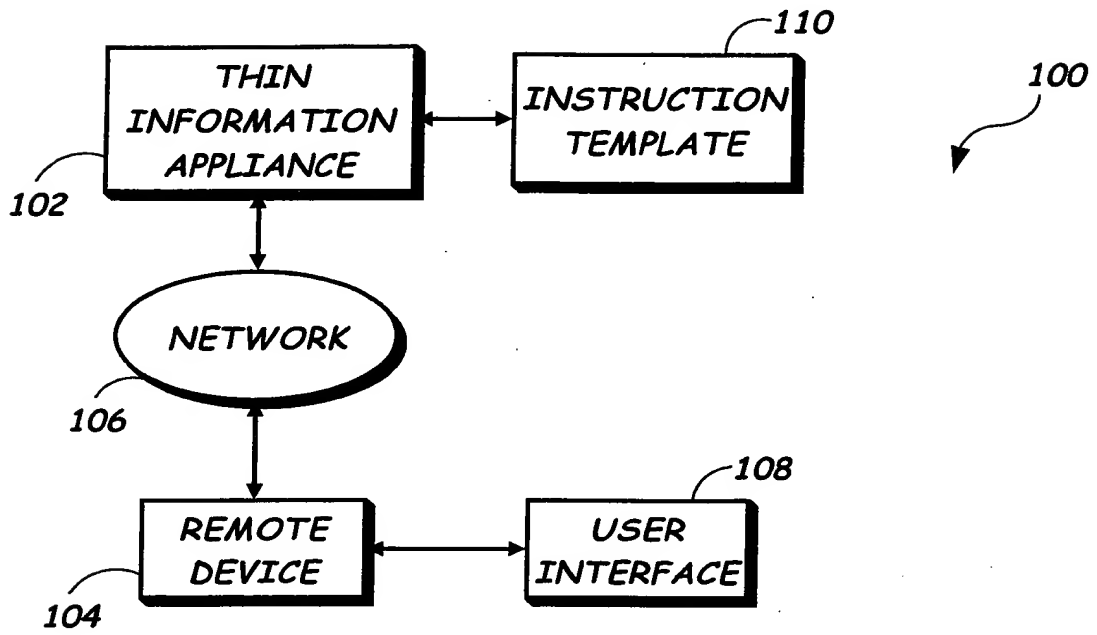 110
THIN
INFORMATION
APPLIANCE
INSTRUCTION
TEMPLATE
100
102
NETWORK
106
108
REMOTE
DEVICE
USER
INTERFACE
104